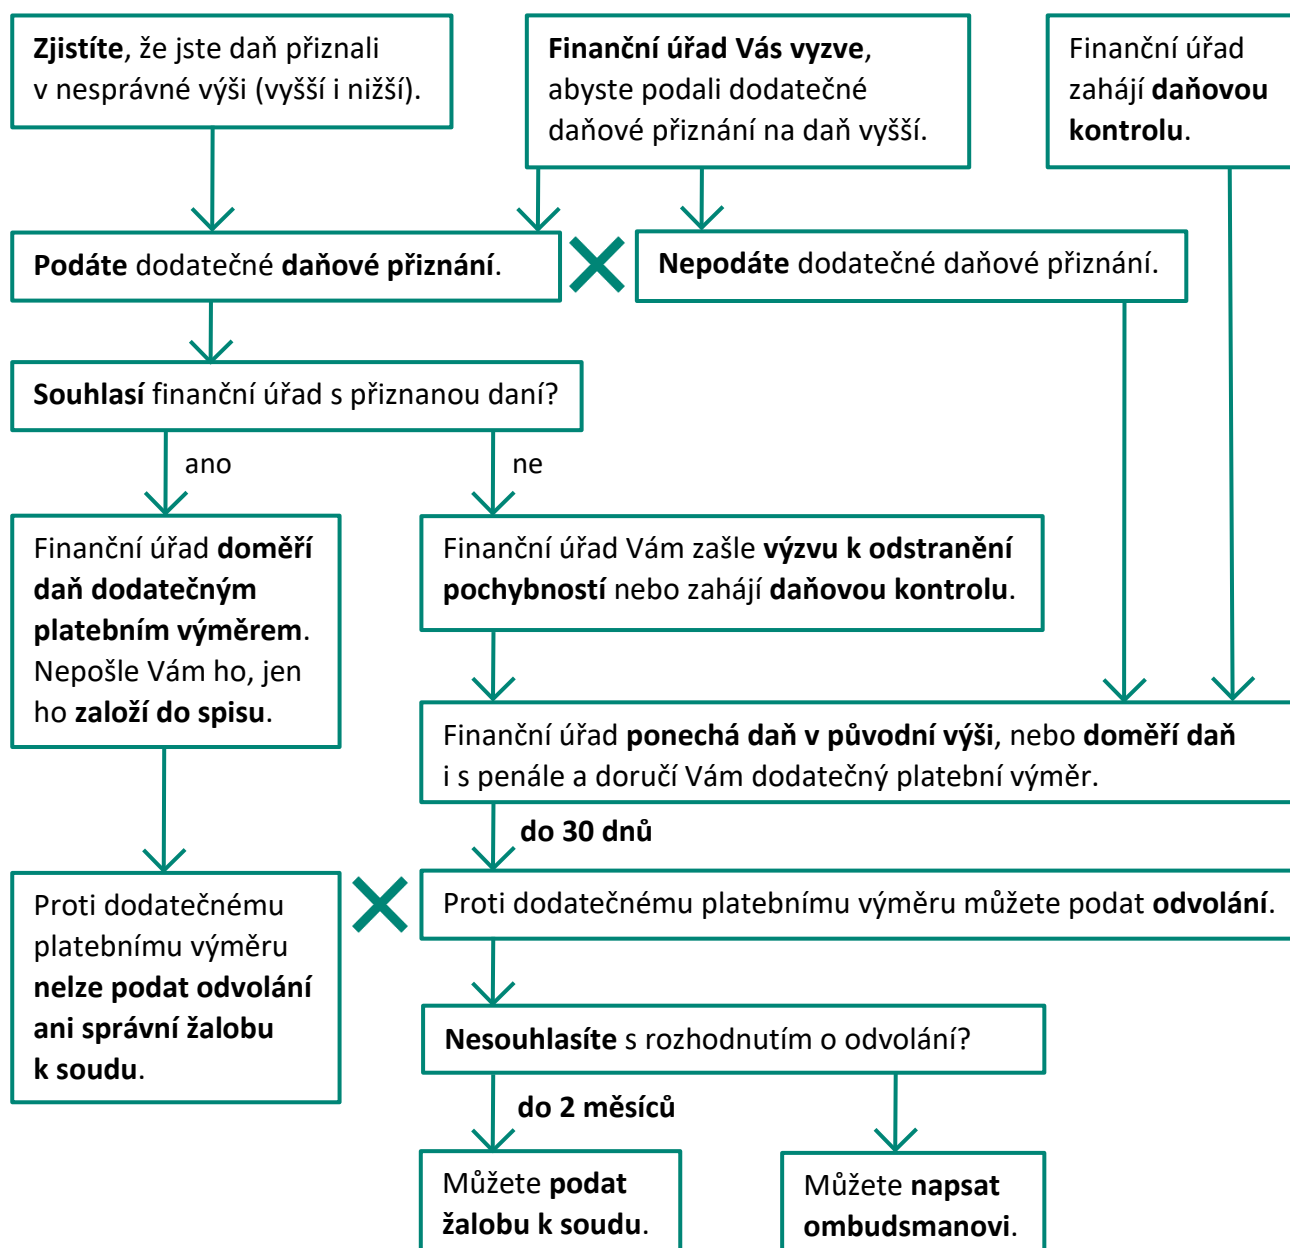 Zjistíte, že jste daň přiznali
v nesprávné výši (vyšší i nižší).
Finanční úřad Vás vyzve,
abyste podali dodatečné
daňové přiznání na daň vyšší.
Finanční úřad
zahájí daňovou
kontrolu.
Podáte dodatečné daňové přiznání.
Nepodáte dodatečné daňové přiznání.
Souhlasí finanční úřad s přiznanou daní?
ano
ne
Finanční úřad doměří
daň dodatečným
platebním výměrem.
Nepošle Vám ho, jen
ho založí do spisu.
Finanční úřad Vám zašle výzvu k odstranění
pochybností nebo zahájí daňovou kontrolu.
Finanční úřad ponechá daň v původní výši, nebo doměří daň
i s penále a doručí Vám dodatečný platební výměr.
do 30 dnů
Proti dodatečnému
platebnímu výměru
nelze podat odvolání
ani správní žalobu
k soudu.
Proti dodatečnému platebnímu výměru můžete podat odvolání.
Nesouhlasíte s rozhodnutím o odvolání?
do 2 měsíců
Můžete podat
žalobu k soudu.
Můžete napsat
ombudsmanovi.